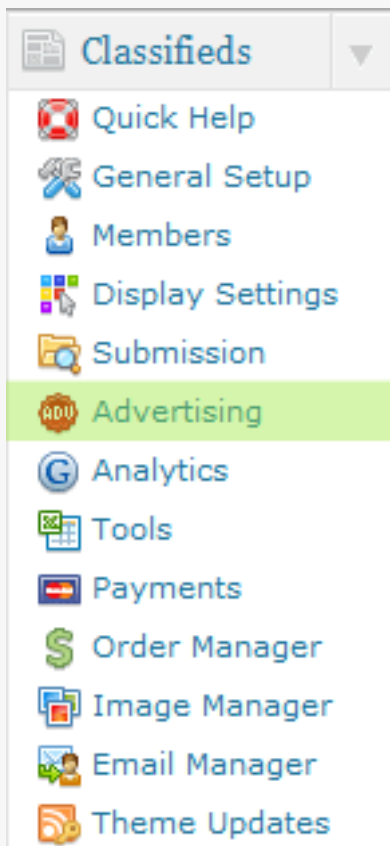 Classifieds
Quick Help
General Setup
Members
Display Settings
Submission
ADV Advertising
G Analytics
Tools
Payments
$ Order Manager
Image Manager
Email Manager
Theme Updates